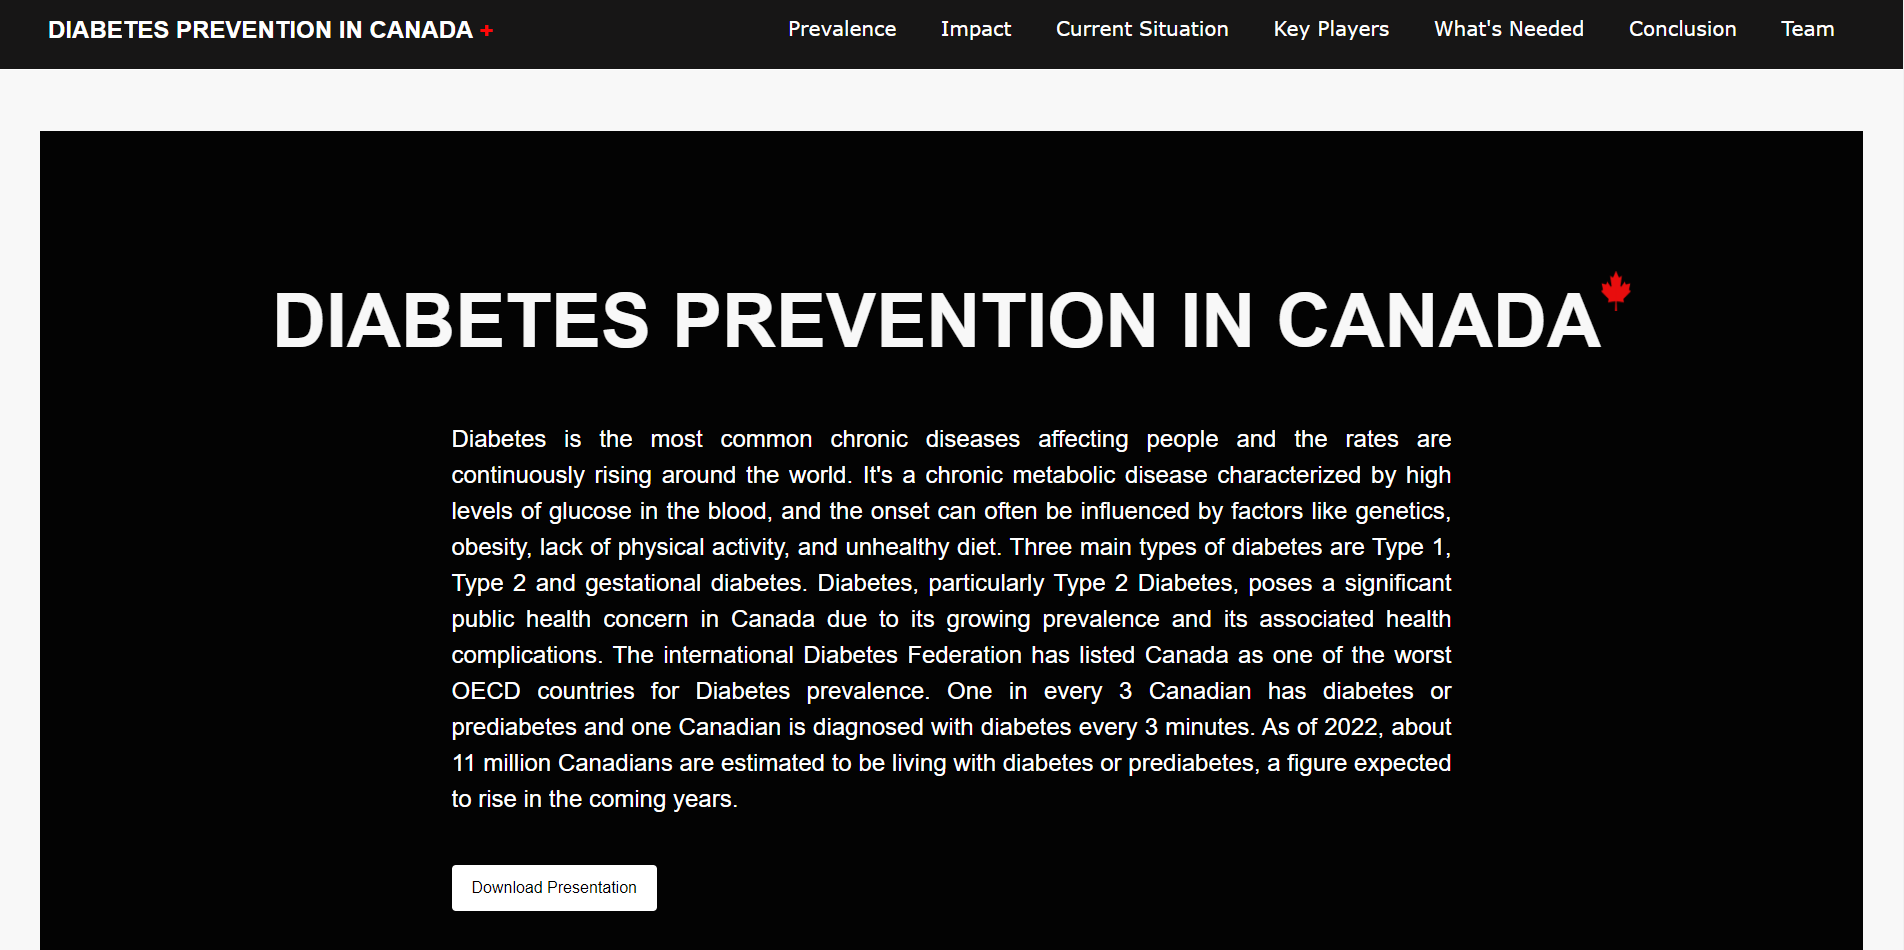 DIABETES PREVENTION IN CANADA +
Prevalence Impact Current Situation Key Players What's Needed Conclusion Team
DIABETES PREVENTION IN CANADA
Diabetes is the most common chronic diseases affecting people and the rates are
continuously rising around the world. It's a chronic metabolic disease characterized by high
levels of glucose in the blood, and the onset can often be influenced by factors like genetics,
obesity, lack of physical activity, and unhealthy diet. Three main types of diabetes are Type 1,
Type 2 and gestational diabetes. Diabetes, particularly Type 2 Diabetes, poses a significant
public health concern in Canada due to its growing prevalence and its associated health
complications. The international Diabetes Federation has listed Canada as one of the worst
OECD countries for Diabetes prevalence. One in every 3 Canadian has diabetes or
prediabetes and one Canadian is diagnosed with diabetes every 3 minutes. As of 2022, about
11 million Canadians are estimated to be living with diabetes or prediabetes, a figure expected
to rise in the coming years.
Download Presentation